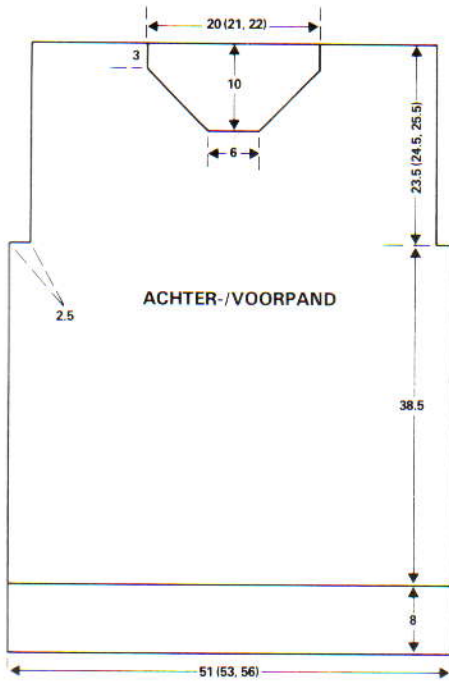 20 (21, 22)
3
10
6
23.5 (24.5, 25.5)
ACHTER-/VOORPAND
2.5
38.5
8
51 (53, 56)